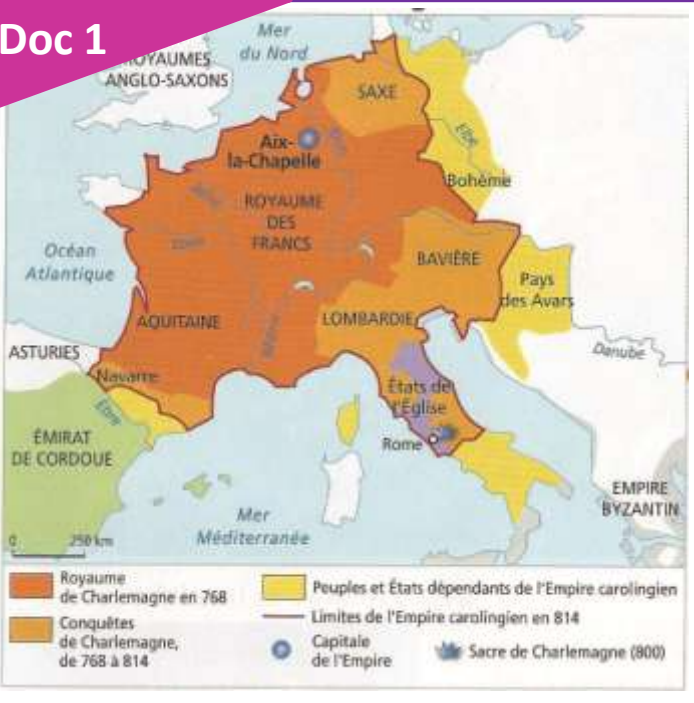 Doc 1
Mer
du Nord
ROYAUMES
ANGLO-SAXONS
SAXE
Elbe
Aix-
la-Chapelle
Rhin
Bohême
ROYAUME
DES
FRANCS
Loire
Océan
Atlantique
BAVIÈRE
Pays
des Avars
AQUITAINE
LOMBARDIE
ASTURIES
Danube
Navarre
Èbre
États de
l'Église
ÉMIRAT
DE CORDOUE
Rome
EMPIRE
BYZANTIN
Mer
Méditerranée
0 250 km
Royaume
de Charlemagne en 768
Conquêtes
de Charlemagne,
de 768 à 814
Peuples et États dépendants de l'Empire carolingien
Limites de l'Empire carolingien en 814
Capitale
de l'Empire
Sacre de Charlemagne (800)